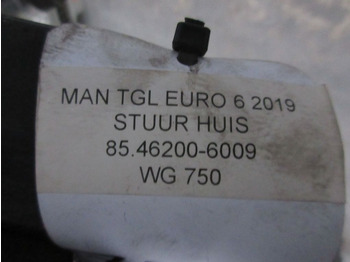 MAN TGL EURO 6 2019
STUUR HUIS
85.46200-6009
WG 750